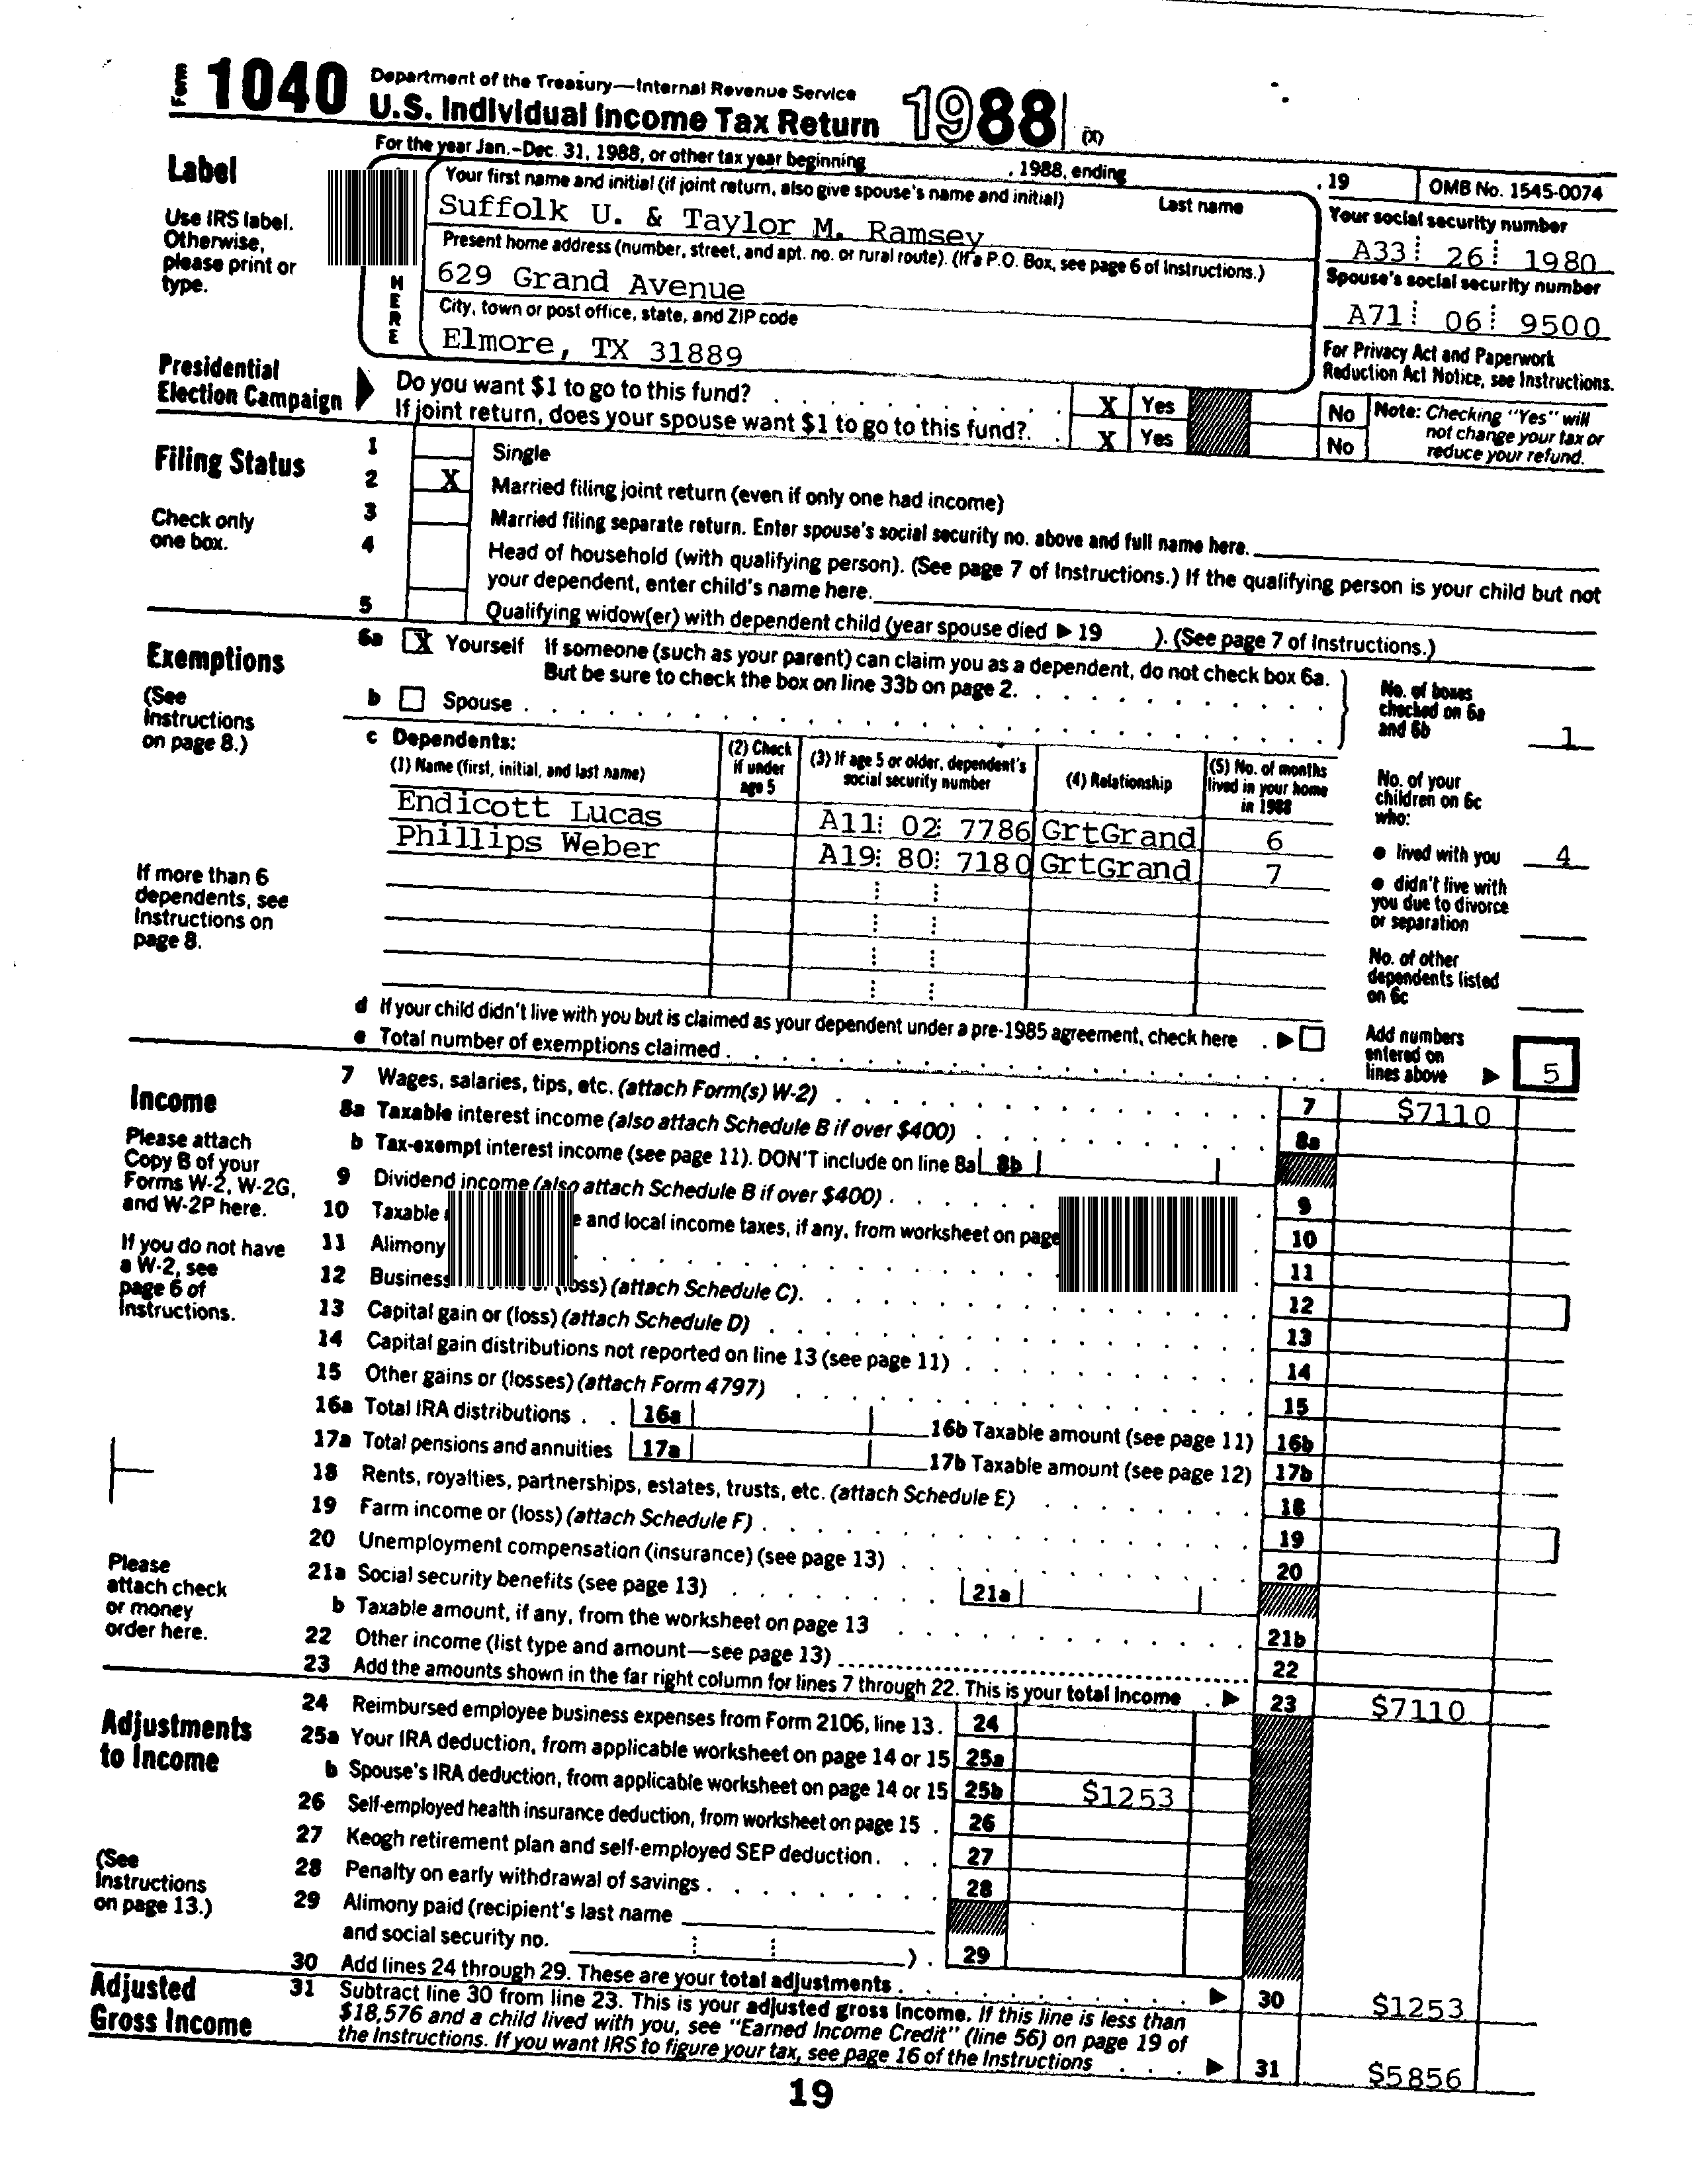 Form 1040 Department of the Treasury—Internal Revenue Service
U.S. Individual Income Tax Return 1988 (X)
For the year Jan.-Dec. 31, 1988, or other tax year beginning , 1988, ending , 19 OMB No. 1545-0074
Label
Use IRS label.
Otherwise,
please print or
type.
HERE
Your first name and initial (if joint return, also give spouse's name and initial) Last name
Suffolk U. & Taylor M. Ramsey
Your social security number
A33 26 1980
Present home address (number, street, and apt. no. or rural route). (If a P.O. Box, see page 6 of Instructions.)
629 Grand Avenue
Spouse's social security number
A71 06 9500
City, town or post office, state, and ZIP code
Elmore, TX 31889
For Privacy Act and Paperwork
Reduction Act Notice, see Instructions.
Presidential
Election Campaign
Do you want $1 to go to this fund? X Yes No
If joint return, does your spouse want $1 to go to this fund? X Yes No
Note: Checking "Yes" will
not change your tax or
reduce your refund.
Filing Status
Check only
one box.
1 Single
2 X Married filing joint return (even if only one had income)
3 Married filing separate return. Enter spouse's social security no. above and full name here.
4 Head of household (with qualifying person). (See page 7 of Instructions.) If the qualifying person is your child but not
your dependent, enter child's name here.
5 Qualifying widow(er) with dependent child (year spouse died ▶ 19 ). (See page 7 of Instructions.)
Exemptions
(See
Instructions
on page 8.)
6a X Yourself If someone (such as your parent) can claim you as a dependent, do not check box 6a.
But be sure to check the box on line 33b on page 2.
b Spouse
No. of boxes
checked on 6a
and 6b 1
c Dependents:
(1) Name (first, initial, and last name)
(2) Check
if under
age 5
(3) If age 5 or older, dependent's
social security number
(4) Relationship
(5) No. of months
lived in your home
in 1988
Endicott Lucas A11 02 7786 GrtGrand 6
Phillips Weber A19 80 7180 GrtGrand 7
No. of your
children on 6c
who:
● lived with you 4
● didn't live with
you due to divorce
or separation
No. of other
dependents listed
on 6c
If more than 6
dependents, see
Instructions on
page 8.
d If your child didn't live with you but is claimed as your dependent under a pre-1985 agreement, check here ▶
e Total number of exemptions claimed
Add numbers
entered on
lines above ▶ 5
Income
Please attach
Copy B of your
Forms W-2, W-2G,
and W-2P here.
If you do not have
a W-2, see
page 6 of
Instructions.
Please
attach check
or money
order here.
7 Wages, salaries, tips, etc. (attach Form(s) W-2) 7 $7110
8a Taxable interest income (also attach Schedule B if over $400) 8a
b Tax-exempt interest income (see page 11). DON'T include on line 8a 8b
9 Dividend income (also attach Schedule B if over $400) 9
10 Taxable e and local income taxes, if any, from worksheet on page 10
11 Alimony 11
12 Business (loss) (attach Schedule C). 12
13 Capital gain or (loss) (attach Schedule D) 13
14 Capital gain distributions not reported on line 13 (see page 11) 14
15 Other gains or (losses) (attach Form 4797) 15
16a Total IRA distributions 16a 16b Taxable amount (see page 11) 16b
17a Total pensions and annuities 17a 17b Taxable amount (see page 12) 17b
18 Rents, royalties, partnerships, estates, trusts, etc. (attach Schedule E) 18
19 Farm income or (loss) (attach Schedule F) 19
20 Unemployment compensation (insurance) (see page 13) 20
21a Social security benefits (see page 13) 21a
b Taxable amount, if any, from the worksheet on page 13 21b
22 Other income (list type and amount—see page 13) 22
23 Add the amounts shown in the far right column for lines 7 through 22. This is your total income ▶ 23 $7110
Adjustments
to Income
(See
Instructions
on page 13.)
24 Reimbursed employee business expenses from Form 2106, line 13. 24
25a Your IRA deduction, from applicable worksheet on page 14 or 15 25a
b Spouse's IRA deduction, from applicable worksheet on page 14 or 15 25b $1253
26 Self-employed health insurance deduction, from worksheet on page 15 26
27 Keogh retirement plan and self-employed SEP deduction 27
28 Penalty on early withdrawal of savings 28
29 Alimony paid (recipient's last name
and social security no. ). 29
30 Add lines 24 through 29. These are your total adjustments ▶ 30 $1253
Adjusted
Gross Income
31 Subtract line 30 from line 23. This is your adjusted gross income. If this line is less than
$18,576 and a child lived with you, see "Earned Income Credit" (line 56) on page 19 of
the Instructions. If you want IRS to figure your tax, see page 16 of the Instructions ▶ 31 $5856
19